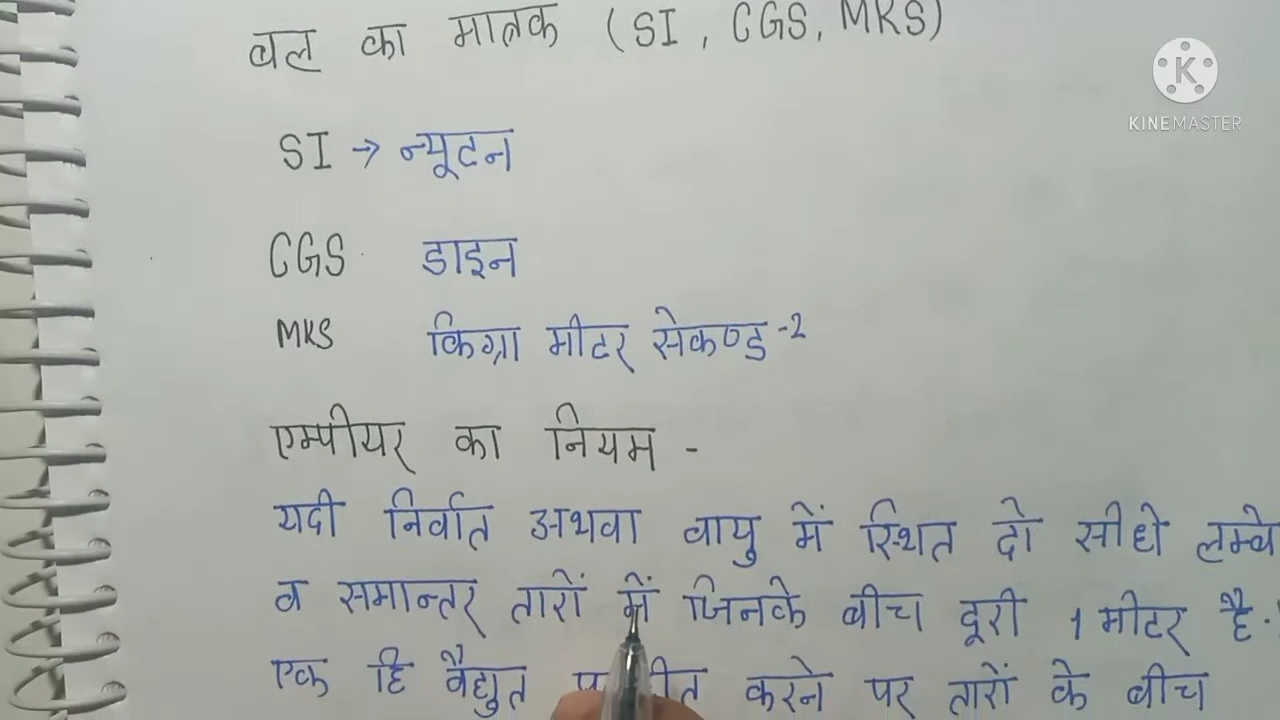 बल का मात्रक (SI, CGS, MKS)
K
KINEMASTER
SI → न्यूटन
CGS डाइन
MKS किग्रा मीटर सेकण्ड⁻²
एम्पीयर का नियम -
यदी निर्वात अथवा वायु में स्थित दो सीधे लम्वे
व समान्तर तारों में जिनके बीच दूरी 1 मीटर है.
एक हि वैद्युत करने पर तारों के बीच